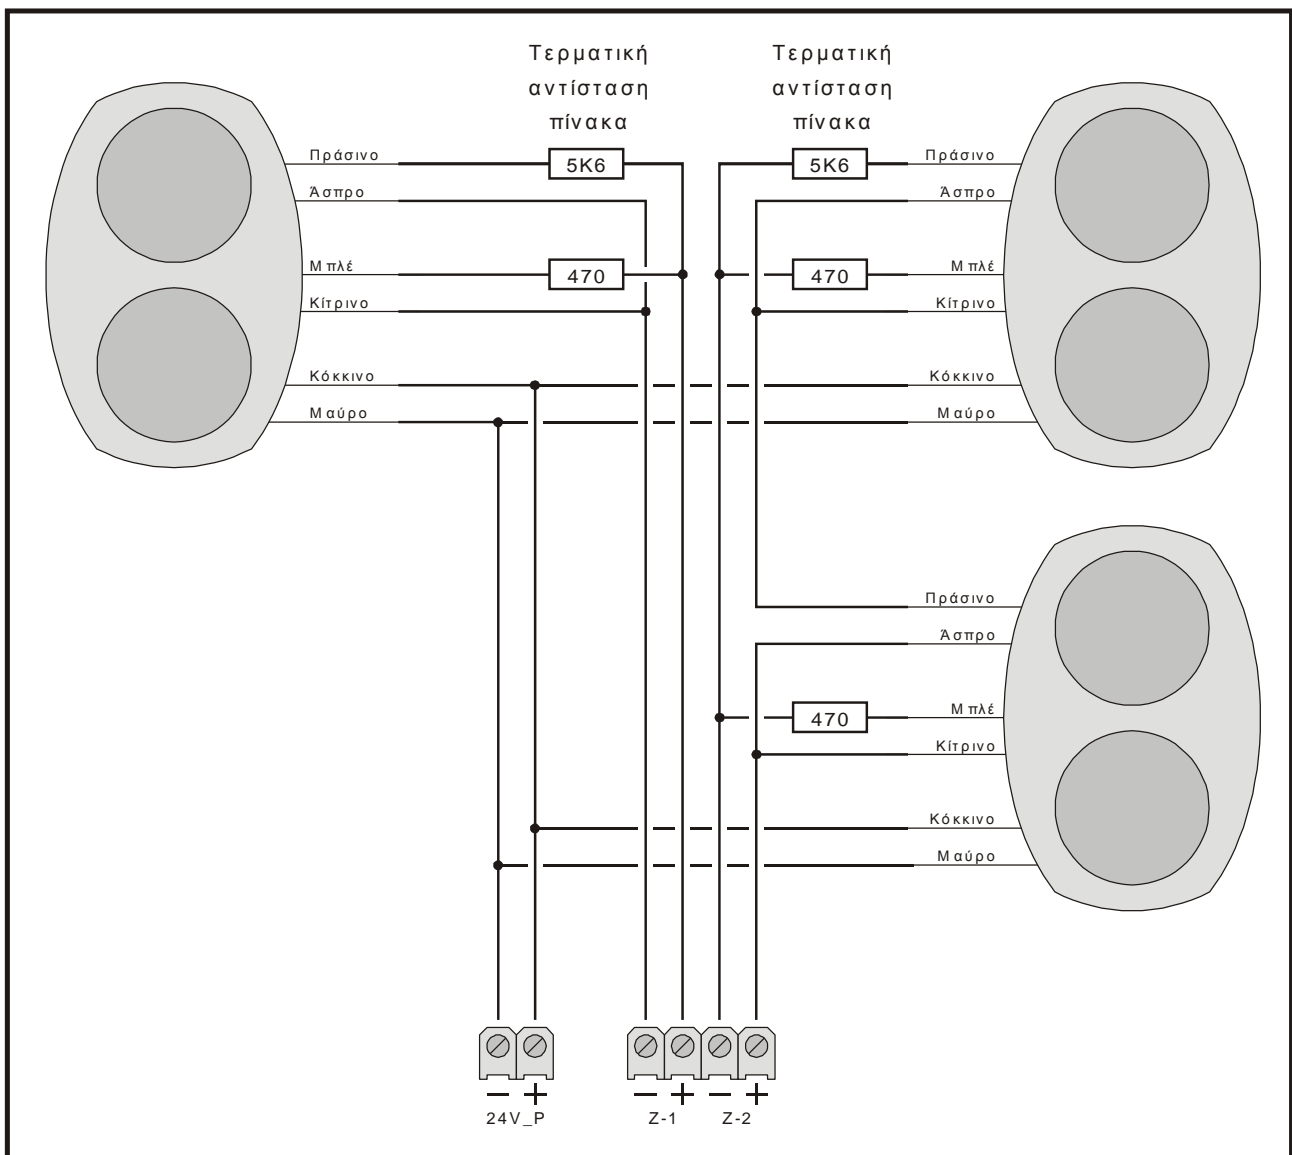 Τερματική
αντίσταση
πίνακα
Τερματική
αντίσταση
πίνακα
Πράσινο
5K6
5K6
Πράσινο
Άσπρο
Άσπρο
Μπλέ
470
470
Μπλέ
Κίτρινο
Κίτρινο
Κόκκινο
Κόκκινο
Μαύρο
Μαύρο
Πράσινο
Άσπρο
470
Μπλέ
Κίτρινο
Κόκκινο
Μαύρο
− + − + − +
24V_P Z-1 Z-2